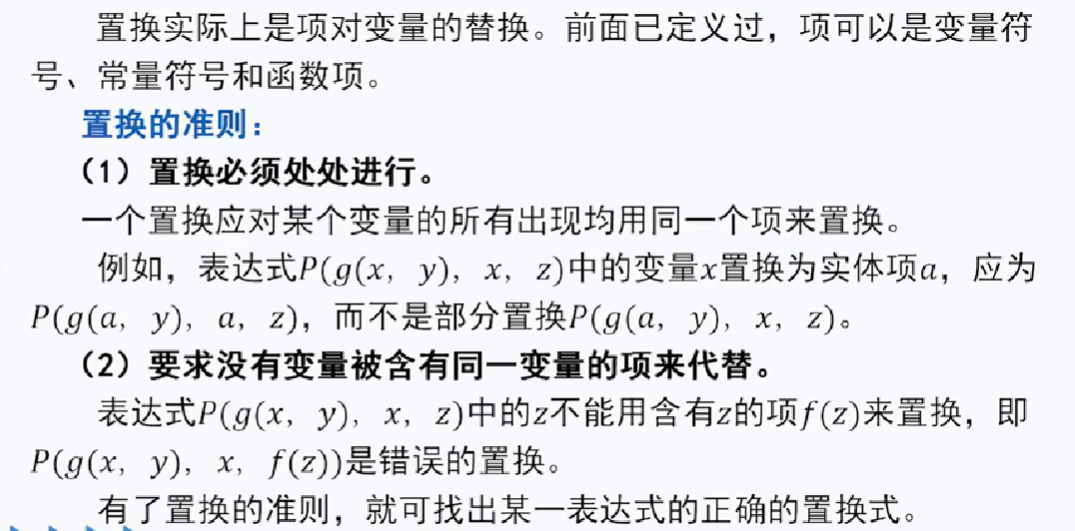 置换实际上是项对变量的替换。前面已定义过，项可以是变量符
号、常量符号和函数项。
置换的准则：
（1）置换必须处处进行。
一个置换应对某个变量的所有出现均用同一个项来置换。
例如，表达式P(g(x，y)，x，z)中的变量x置换为实体项a，应为
P(g(a，y)，a，z)，而不是部分置换P(g(a，y)，x，z)。
（2）要求没有变量被含有同一变量的项来代替。
表达式P(g(x，y)，x，z)中的z不能用含有z的项f(z)来置换，即
P(g(x，y)，x，f(z))是错误的置换。
有了置换的准则，就可找出某一表达式的正确的置换式。